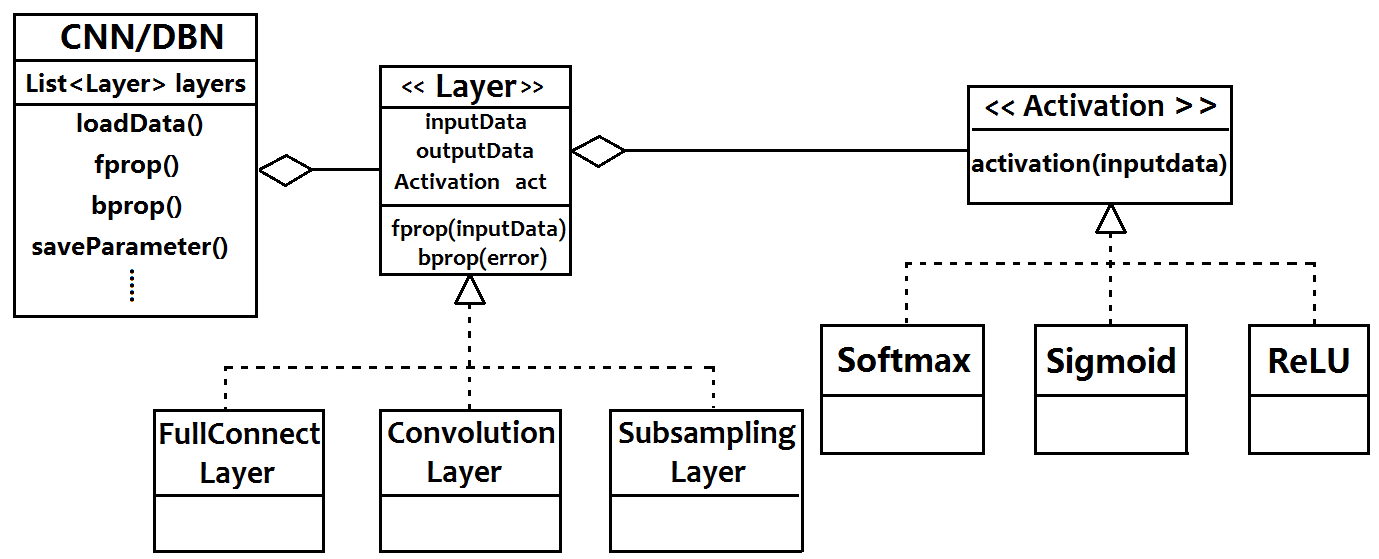 CNN/DBN
List<Layer> layers
loadData()
fprop()
bprop()
saveParameter()
<< Layer>>
inputData
outputData
Activation act
fprop(inputData)
bprop(error)
<< Activation >>
activation(inputdata)
FullConnect
Layer
Convolution
Layer
Subsampling
Layer
Softmax
Sigmoid
ReLU